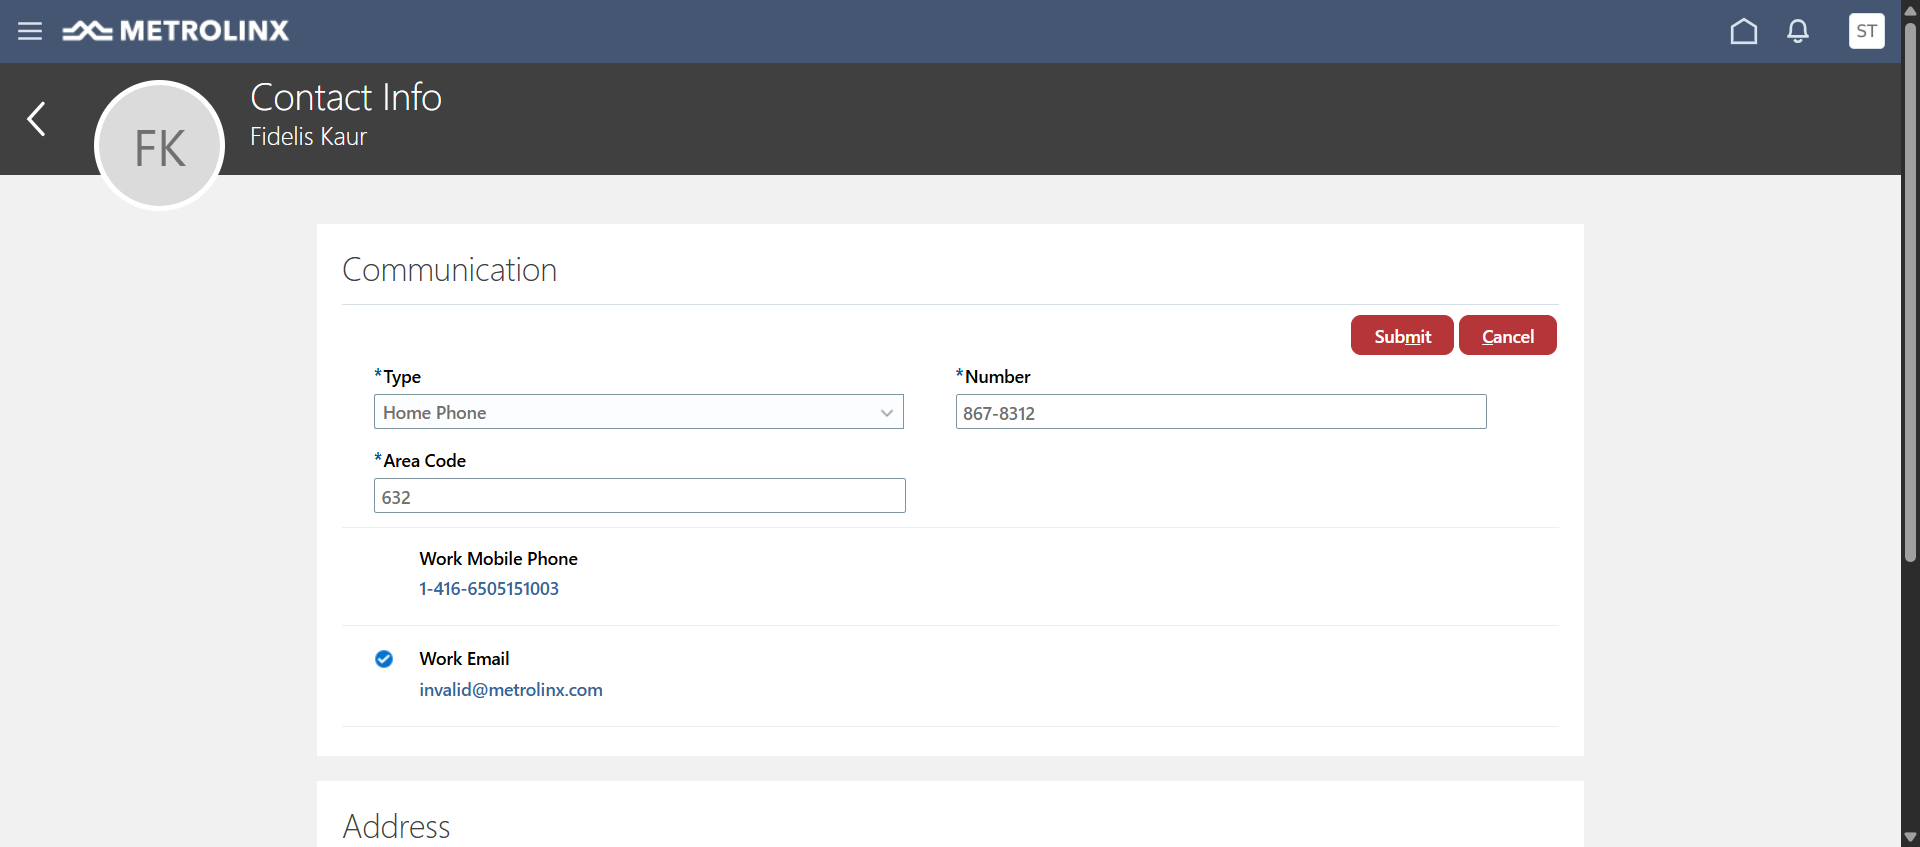 METROLINX
ST
FK
Contact Info
Fidelis Kaur
Communication
Submit
Cancel
*Type
*Number
Home Phone
867-8312
*Area Code
632
Work Mobile Phone
1-416-6505151003
Work Email
invalid@metrolinx.com
Address